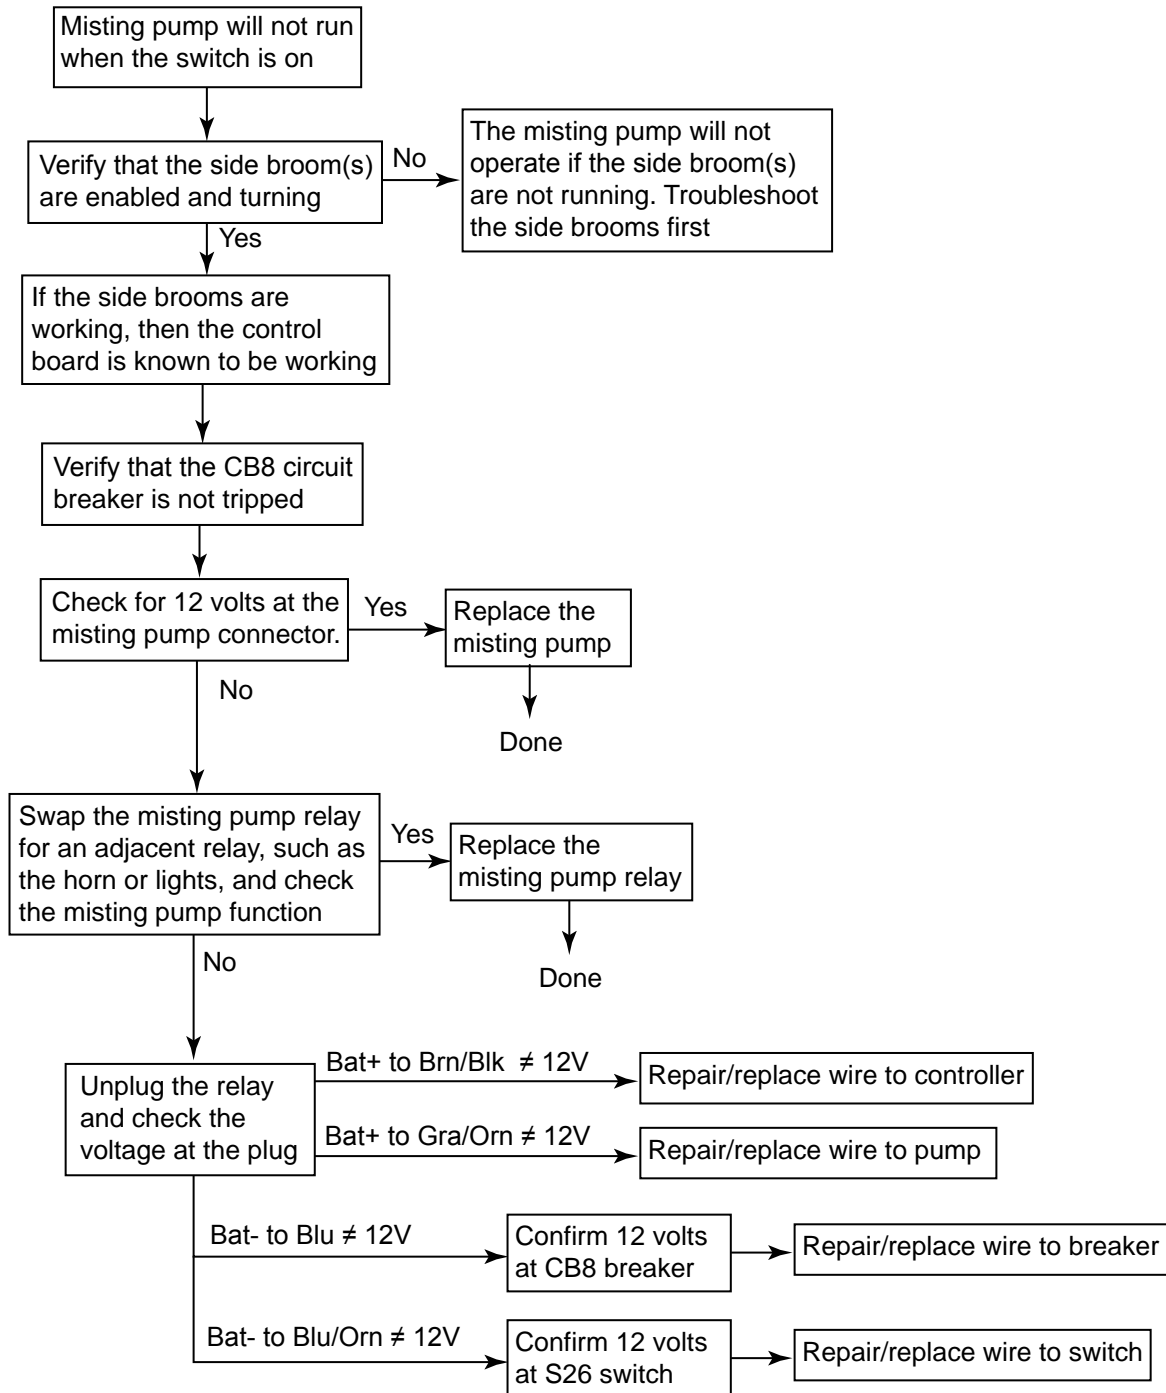 Misting pump will not run
when the switch is on
Verify that the side broom(s)
are enabled and turning
No
The misting pump will not
operate if the side broom(s)
are not running. Troubleshoot
the side brooms first
Yes
If the side brooms are
working, then the control
board is known to be working
Verify that the CB8 circuit
breaker is not tripped
Check for 12 volts at the
misting pump connector.
Yes
Replace the
misting pump
Done
No
Swap the misting pump relay
for an adjacent relay, such as
the horn or lights, and check
the misting pump function
Yes
Replace the
misting pump relay
Done
No
Unplug the relay
and check the
voltage at the plug
Bat+ to Brn/Blk ≠ 12V
Repair/replace wire to controller
Bat+ to Gra/Orn ≠ 12V
Repair/replace wire to pump
Bat- to Blu ≠ 12V
Confirm 12 volts
at CB8 breaker
Repair/replace wire to breaker
Bat- to Blu/Orn ≠ 12V
Confirm 12 volts
at S26 switch
Repair/replace wire to switch